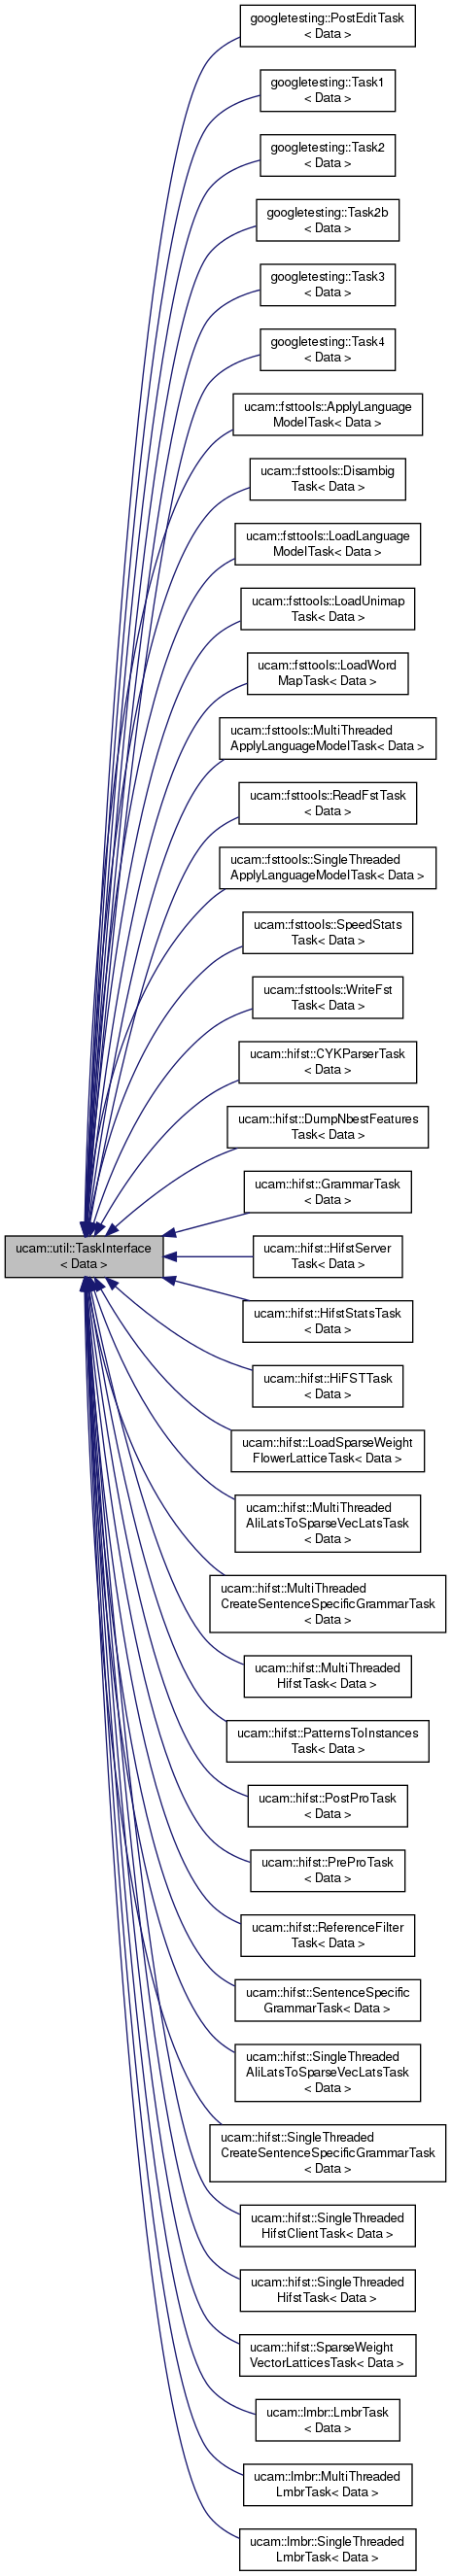 googletesting::PostEditTask
< Data >
googletesting::Task1
< Data >
googletesting::Task2
< Data >
googletesting::Task2b
< Data >
googletesting::Task3
< Data >
googletesting::Task4
< Data >
ucam::fsttools::ApplyLanguage
ModelTask< Data >
ucam::fsttools::Disambig
Task< Data >
ucam::fsttools::LoadLanguage
ModelTask< Data >
ucam::fsttools::LoadUnimap
Task< Data >
ucam::fsttools::LoadWord
MapTask< Data >
ucam::fsttools::MultiThreaded
ApplyLanguageModelTask< Data >
ucam::fsttools::ReadFstTask
< Data >
ucam::fsttools::SingleThreaded
ApplyLanguageModelTask< Data >
ucam::fsttools::SpeedStats
Task< Data >
ucam::fsttools::WriteFst
Task< Data >
ucam::hifst::CYKParserTask
< Data >
ucam::hifst::DumpNbestFeatures
Task< Data >
ucam::hifst::GrammarTask
< Data >
ucam::util::TaskInterface
< Data >
ucam::hifst::HifstServer
Task< Data >
ucam::hifst::HifstStatsTask
< Data >
ucam::hifst::HiFSTTask
< Data >
ucam::hifst::LoadSparseWeight
FlowerLatticeTask< Data >
ucam::hifst::MultiThreaded
AliLatsToSparseVecLatsTask
< Data >
ucam::hifst::MultiThreaded
CreateSentenceSpecificGrammarTask
< Data >
ucam::hifst::MultiThreaded
HifstTask< Data >
ucam::hifst::PatternsToInstances
Task< Data >
ucam::hifst::PostProTask
< Data >
ucam::hifst::PreProTask
< Data >
ucam::hifst::ReferenceFilter
Task< Data >
ucam::hifst::SentenceSpecific
GrammarTask< Data >
ucam::hifst::SingleThreaded
AliLatsToSparseVecLatsTask
< Data >
ucam::hifst::SingleThreaded
CreateSentenceSpecificGrammarTask
< Data >
ucam::hifst::SingleThreaded
HifstClientTask< Data >
ucam::hifst::SingleThreaded
HifstTask< Data >
ucam::hifst::SparseWeight
VectorLatticesTask< Data >
ucam::lmbr::LmbrTask
< Data >
ucam::lmbr::MultiThreaded
LmbrTask< Data >
ucam::lmbr::SingleThreaded
LmbrTask< Data >